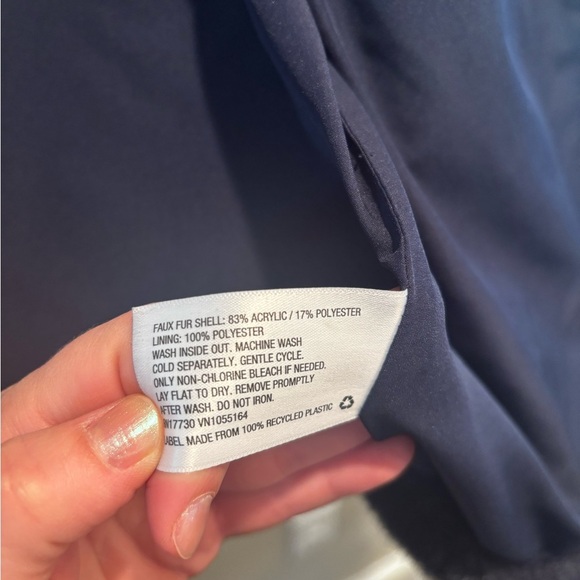 FAUX FUR SHELL: 83% ACRYLIC / 17% POLYESTER
LINING: 100% POLYESTER
WASH INSIDE OUT. MACHINE WASH
COLD SEPARATELY. GENTLE CYCLE.
ONLY NON-CHLORINE BLEACH IF NEEDED.
LAY FLAT TO DRY. REMOVE PROMPTLY
AFTER WASH. DO NOT IRON.
17730 VN1055164
LABEL MADE FROM 100% RECYCLED PLASTIC